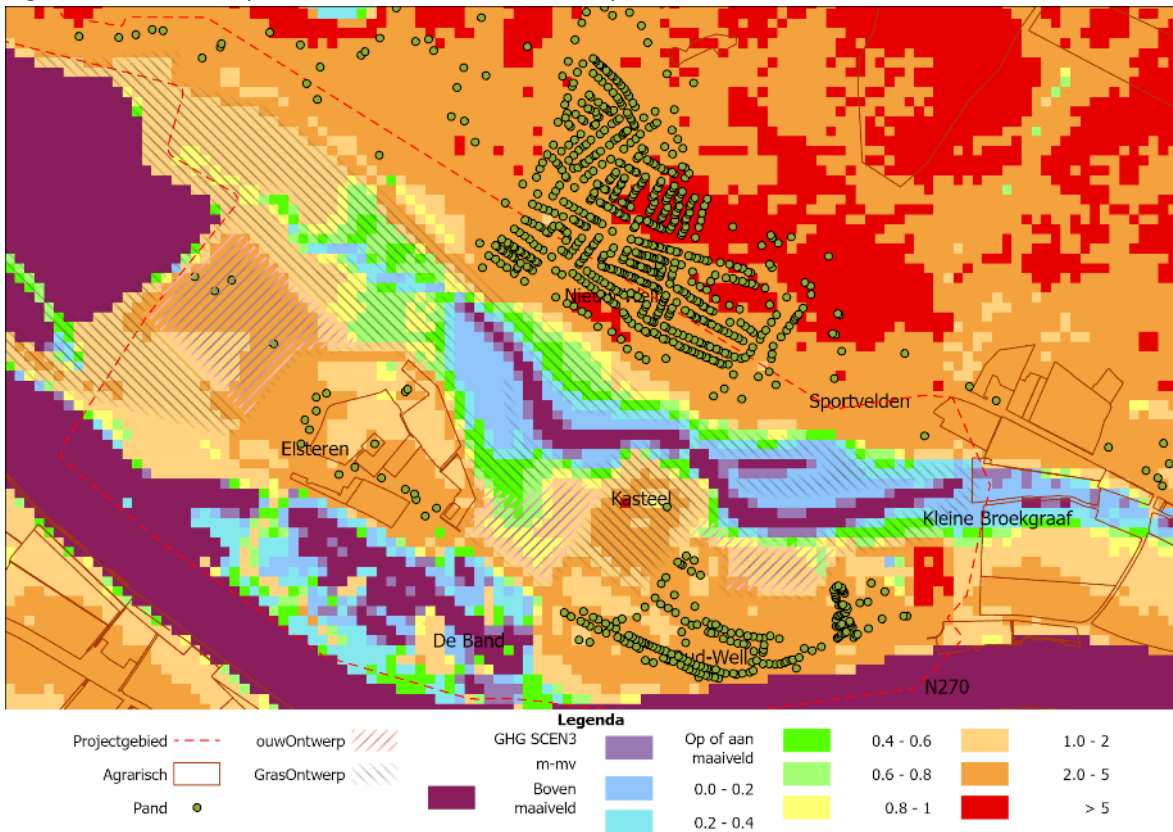 Nieuw-Well
Sportvelden
Elsteren
Kasteel
Kleine Broekgraaf
De Band
Oud-Well
N270
Legenda
Projectgebied
Agrarisch
Pand
ouwOntwerp
GrasOntwerp
GHG SCEN3
m-mv
Boven
maaiveld
Op of aan
maaiveld
0.0 - 0.2
0.2 - 0.4
0.4 - 0.6
0.6 - 0.8
0.8 - 1
1.0 - 2
2.0 - 5
> 5